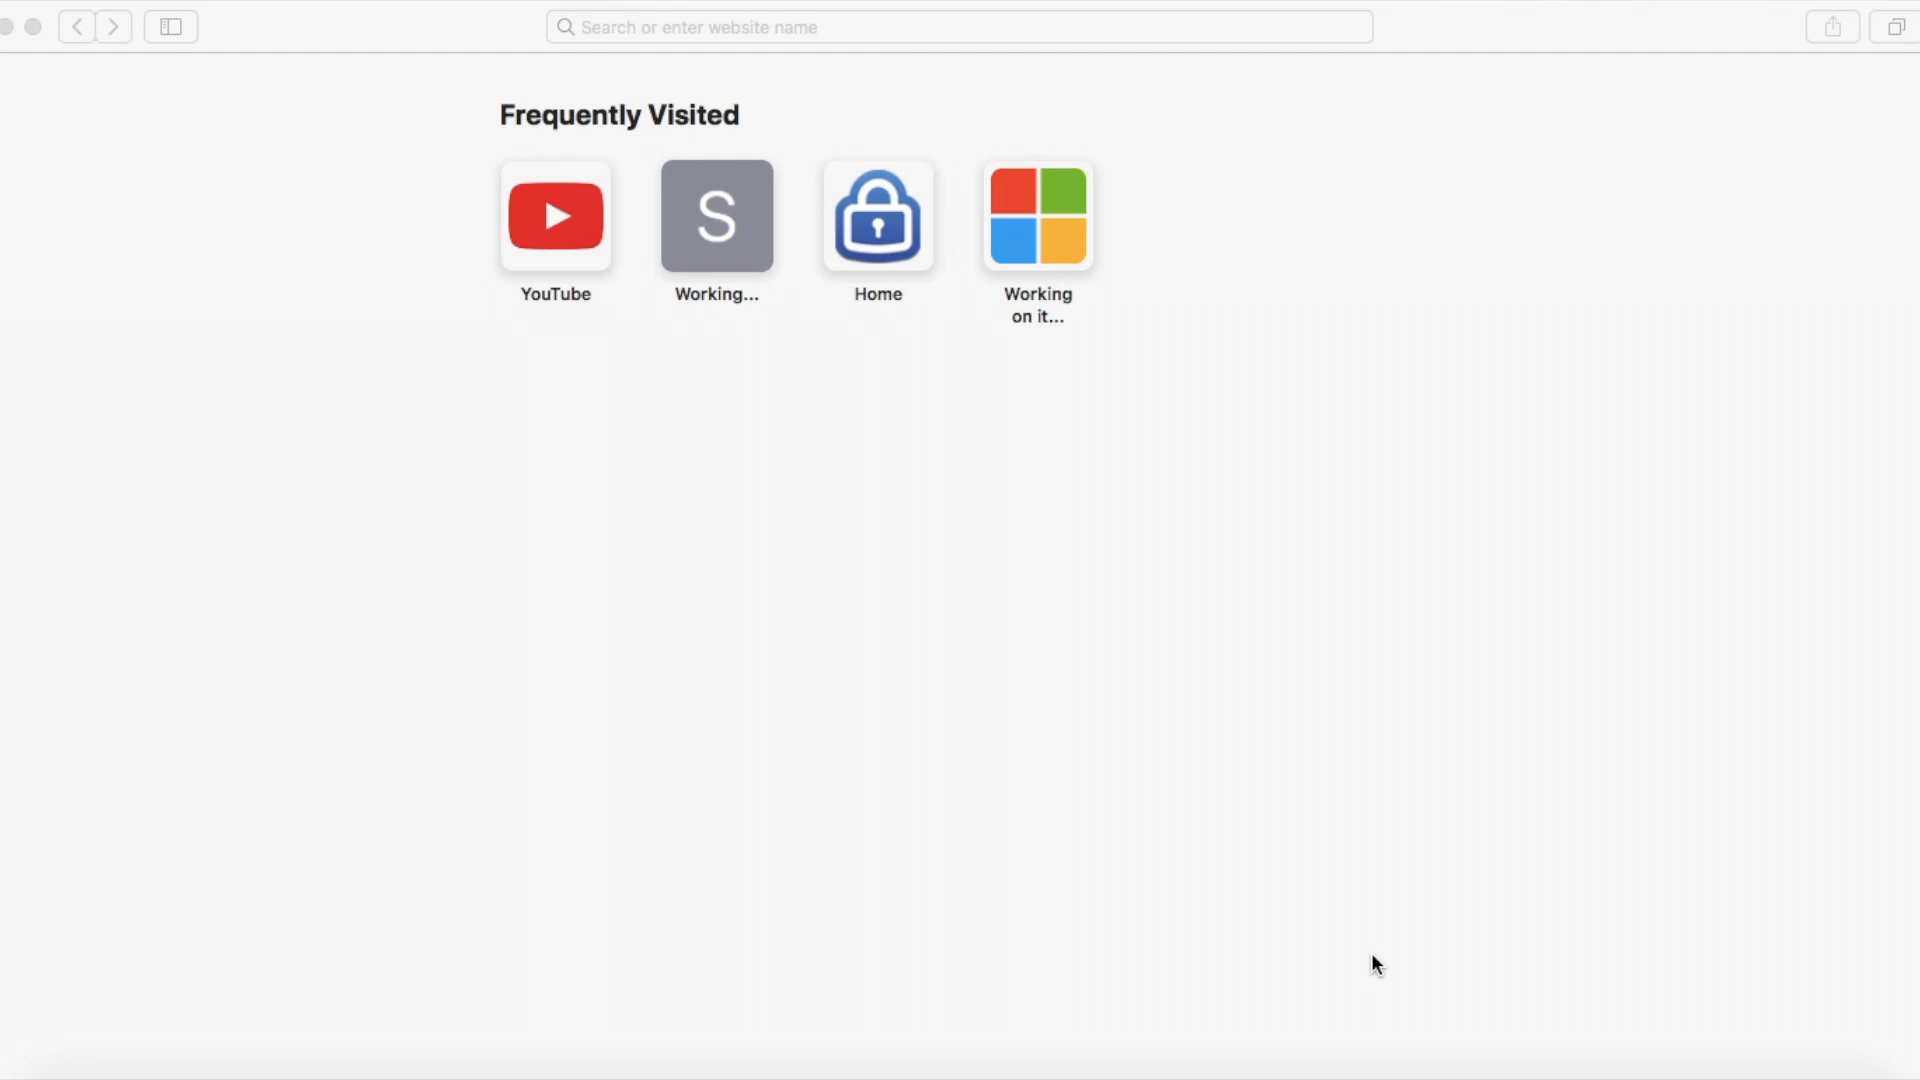 Search or enter website name
Frequently Visited
S
YouTube
Working...
Home
Working
on it...